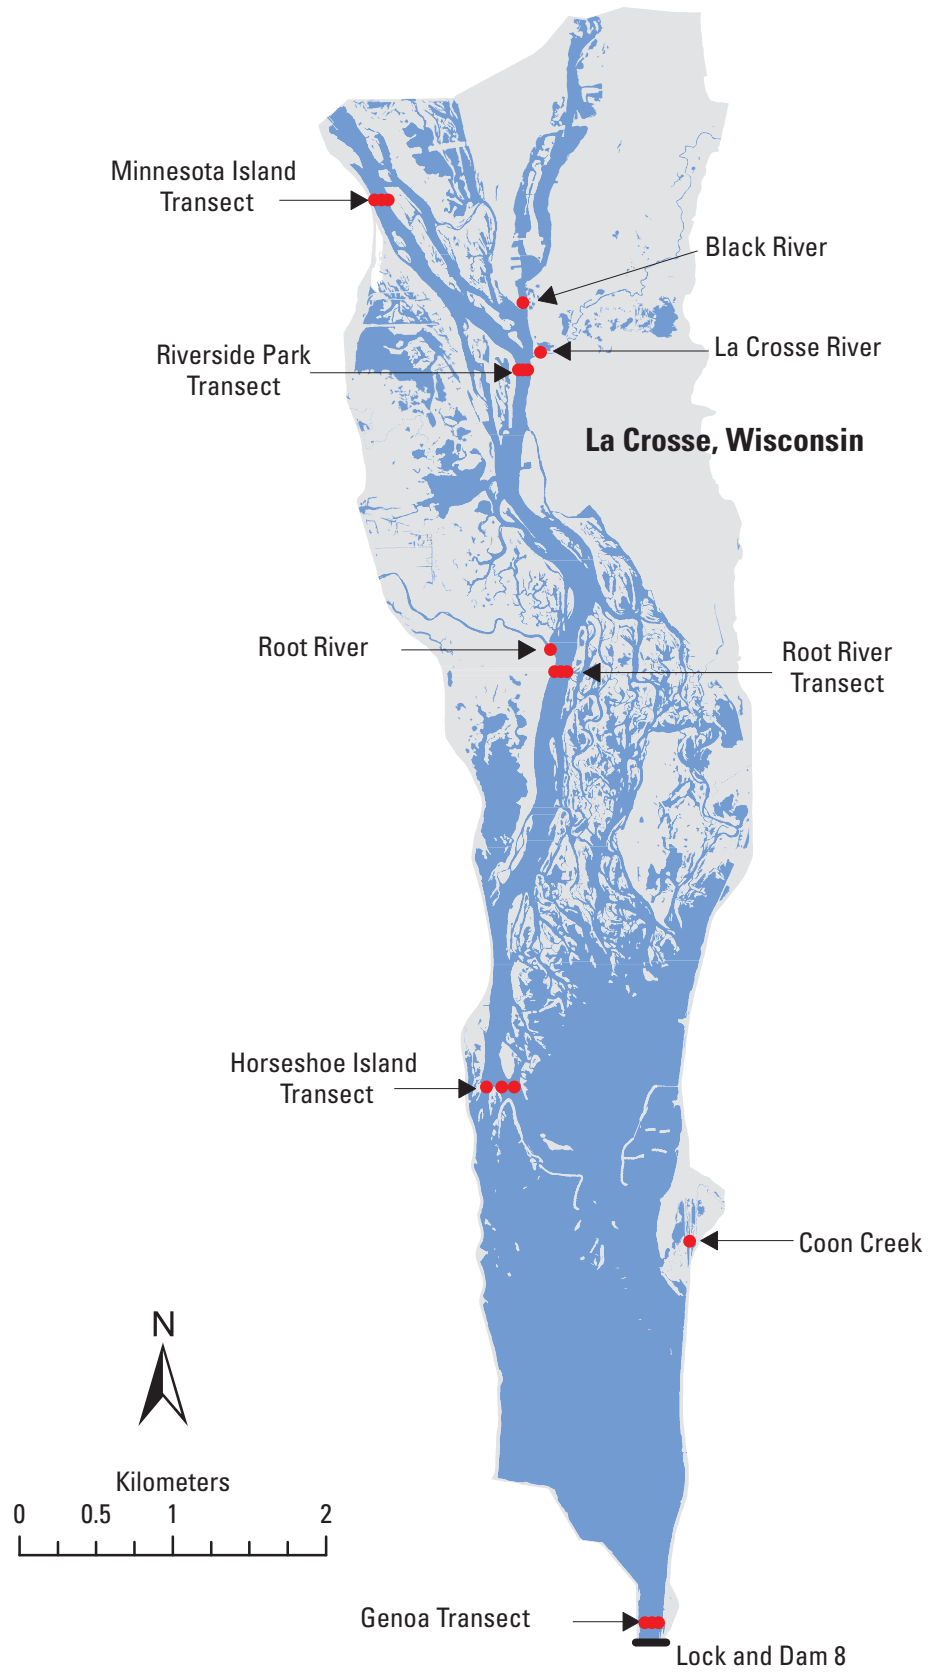 Minnesota Island
Transect
Black River
La Crosse River
Riverside Park
Transect
La Crosse, Wisconsin
Root River
Root River
Transect
Horseshoe Island
Transect
Coon Creek
N
Kilometers
0 0.5 1 2
Genoa Transect
Lock and Dam 8